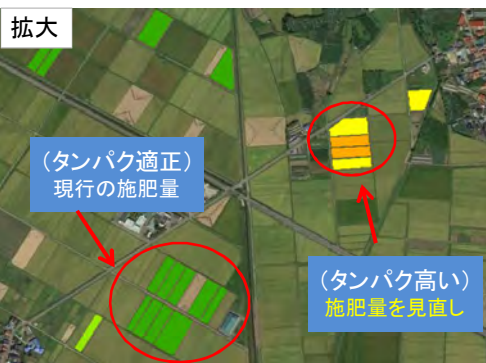 拡大
（タンパク適正）
現行の施肥量
（タンパク高い）
施肥量を見直し